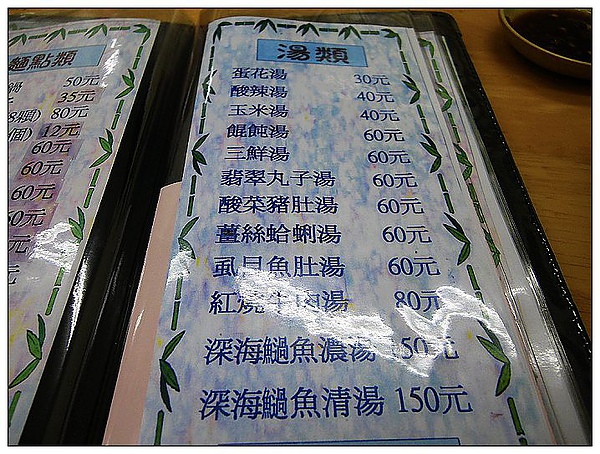 麵點類
50元
35元
80元
12元
60元
60元
60元
60元
湯類
蛋花湯 30元
酸辣湯 40元
玉米湯 40元
餛飩湯 60元
三鮮湯 60元
翡翠丸子湯 60元
酸菜豬肚湯 60元
薑絲蛤蜊湯 60元
虱目魚肚湯 60元
紅燒牛肉湯 80元
深海鰽魚濃湯 150元
深海鰽魚清湯 150元